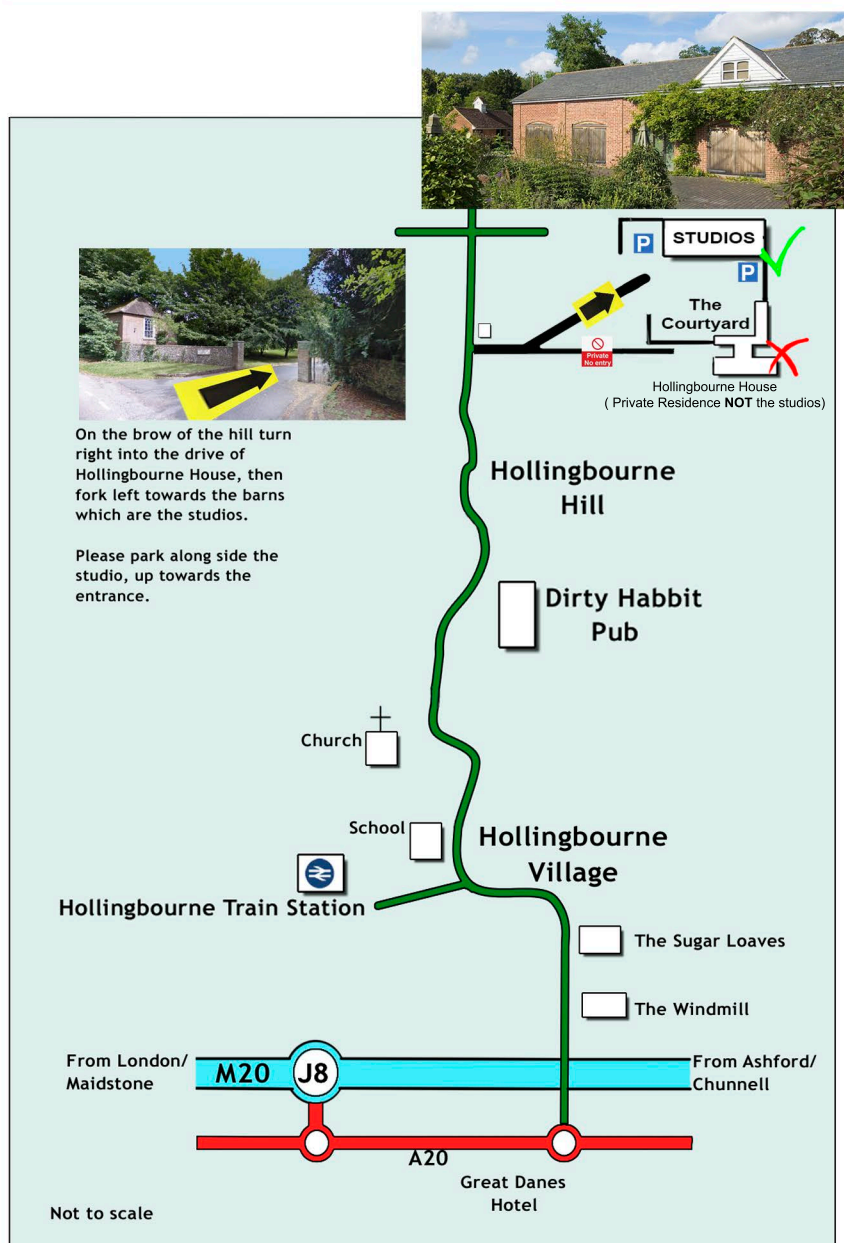 P
STUDIOS
P
The
Courtyard
Private
No entry
Hollingbourne House
( Private Residence NOT the studios)
On the brow of the hill turn
right into the drive of
Hollingbourne House, then
fork left towards the barns
which are the studios.
Please park along side the
studio, up towards the
entrance.
Hollingbourne
Hill
Dirty Habbit
Pub
Church
School
Hollingbourne
Village
Hollingbourne Train Station
The Sugar Loaves
The Windmill
From London/
Maidstone
M20
J8
From Ashford/
Chunnell
A20
Great Danes
Hotel
Not to scale